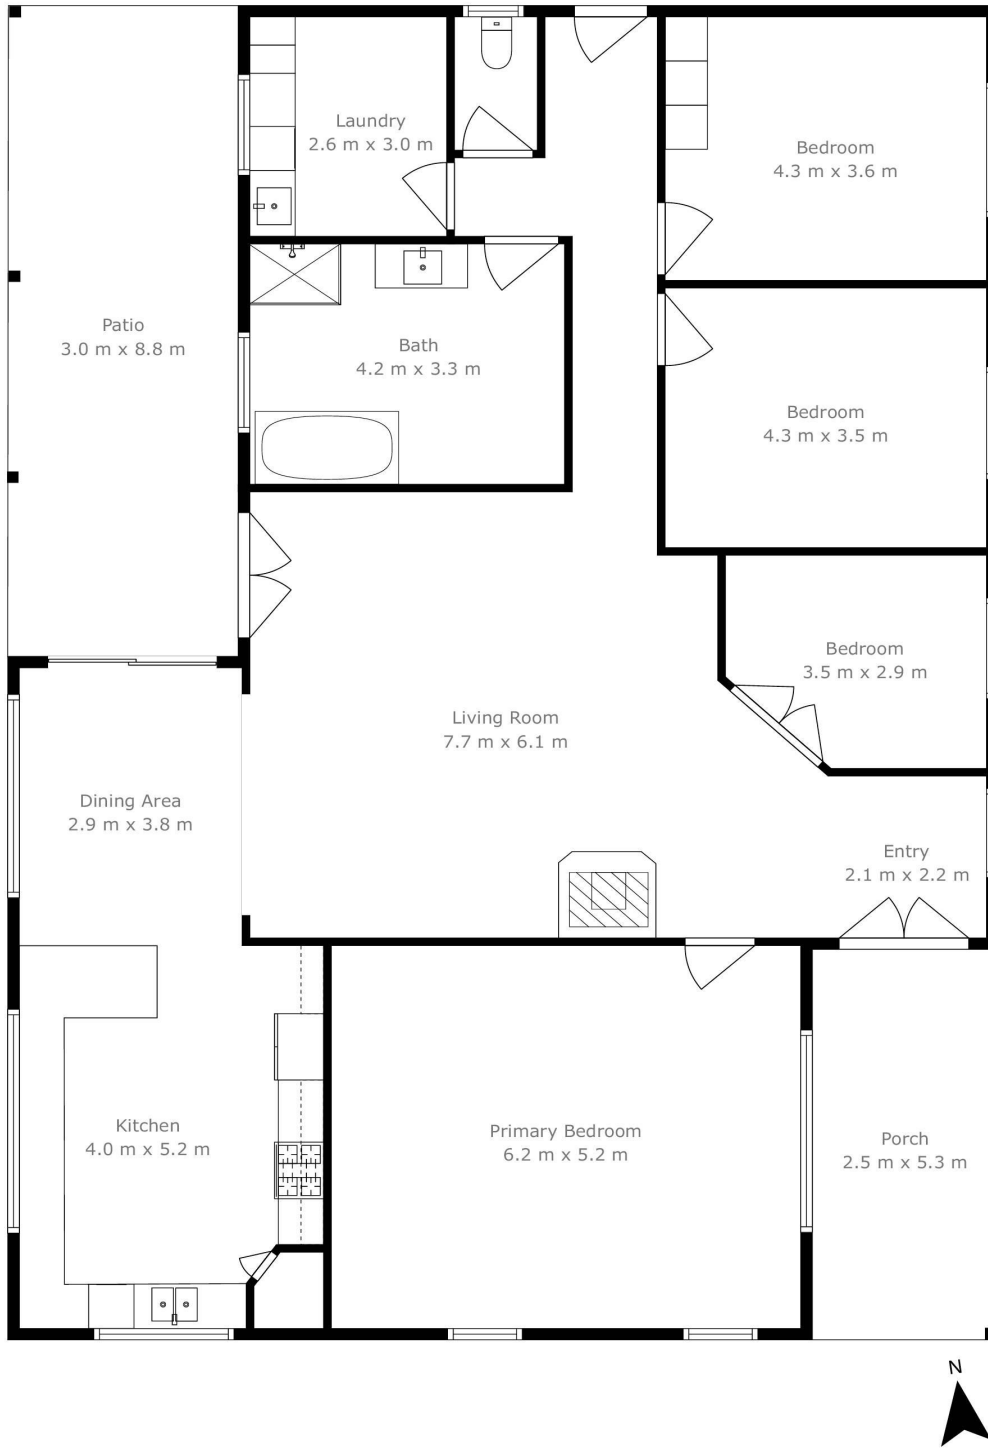 Laundry
2.6 m x 3.0 m
Bedroom
4.3 m x 3.6 m
Patio
3.0 m x 8.8 m
Bath
4.2 m x 3.3 m
Bedroom
4.3 m x 3.5 m
Bedroom
3.5 m x 2.9 m
Living Room
7.7 m x 6.1 m
Dining Area
2.9 m x 3.8 m
Entry
2.1 m x 2.2 m
Kitchen
4.0 m x 5.2 m
Primary Bedroom
6.2 m x 5.2 m
Porch
2.5 m x 5.3 m
N